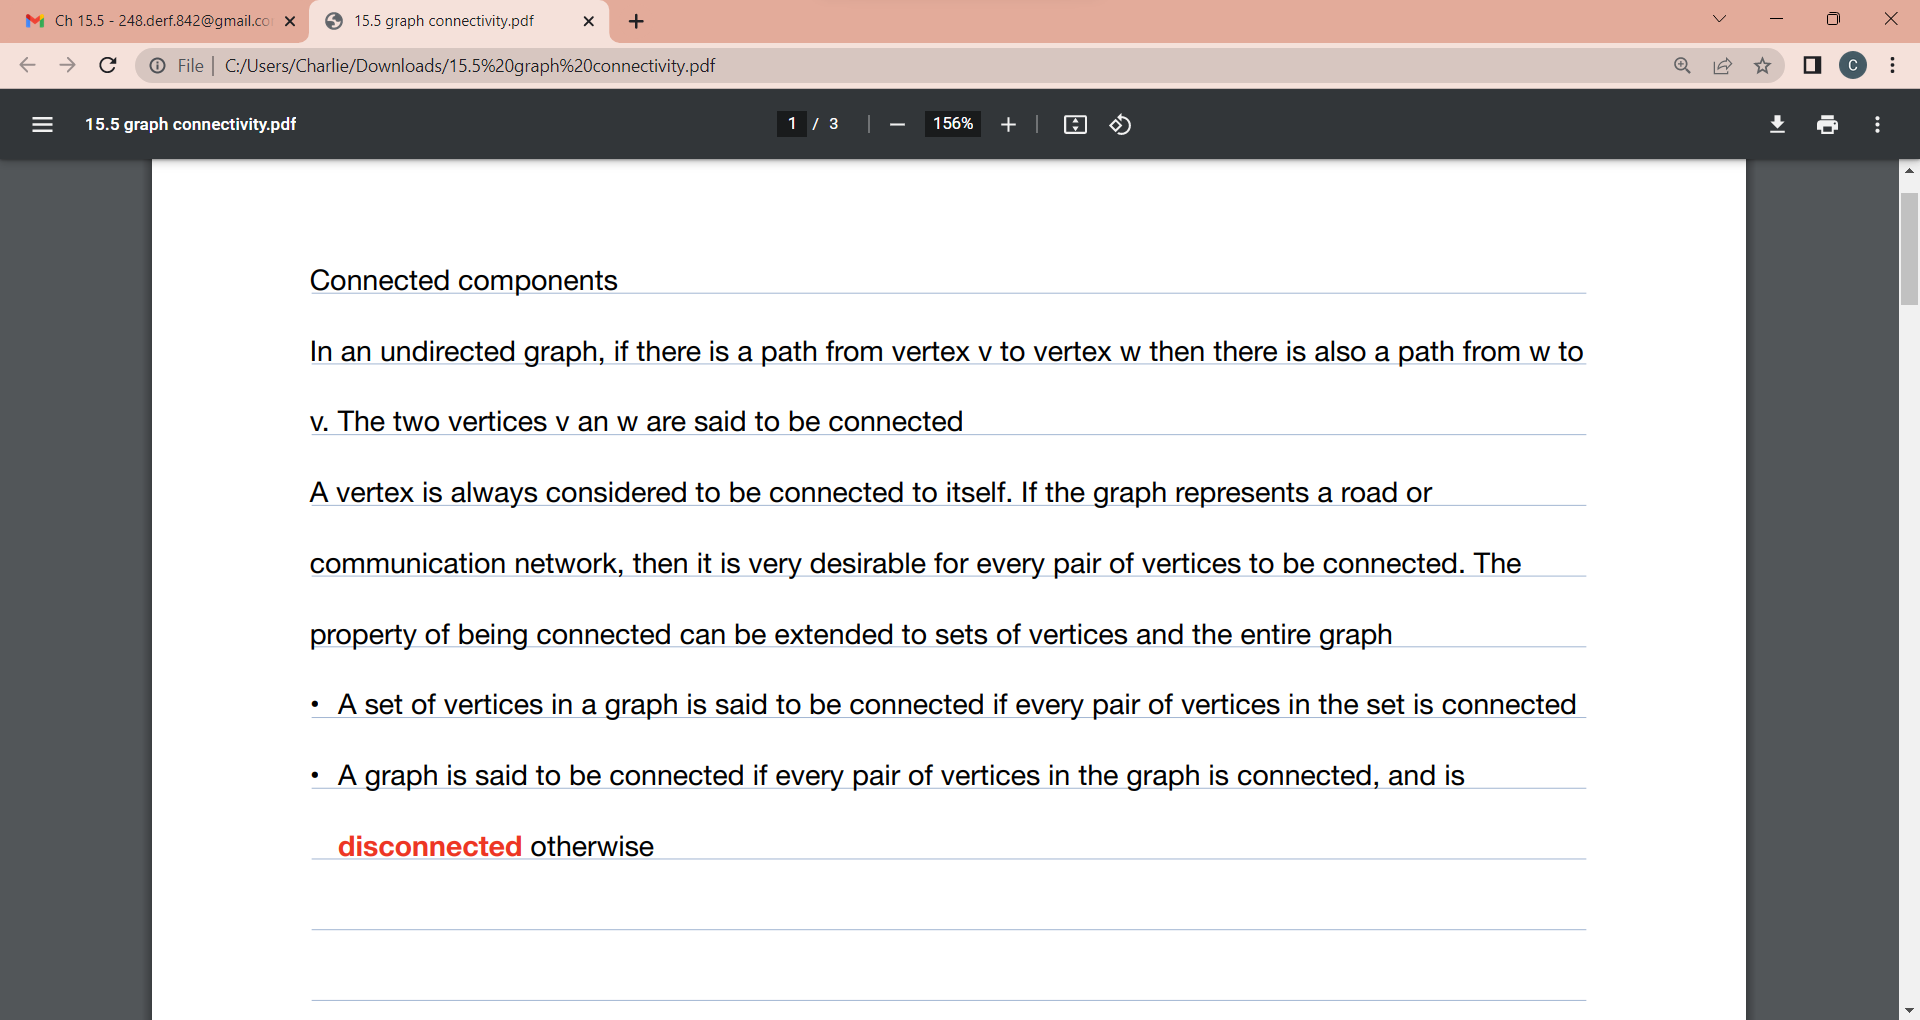 Ch 15.5 - 248.derf.842@gmail.co
15.5 graph connectivity.pdf
File
C:/Users/Charlie/Downloads/15.5%20graph%20connectivity.pdf
C
15.5 graph connectivity.pdf
1 / 3
156%
Connected components
In an undirected graph, if there is a path from vertex v to vertex w then there is also a path from w to
v. The two vertices v an w are said to be connected
A vertex is always considered to be connected to itself. If the graph represents a road or
communication network, then it is very desirable for every pair of vertices to be connected. The
property of being connected can be extended to sets of vertices and the entire graph
• A set of vertices in a graph is said to be connected if every pair of vertices in the set is connected
• A graph is said to be connected if every pair of vertices in the graph is connected, and is
disconnected otherwise